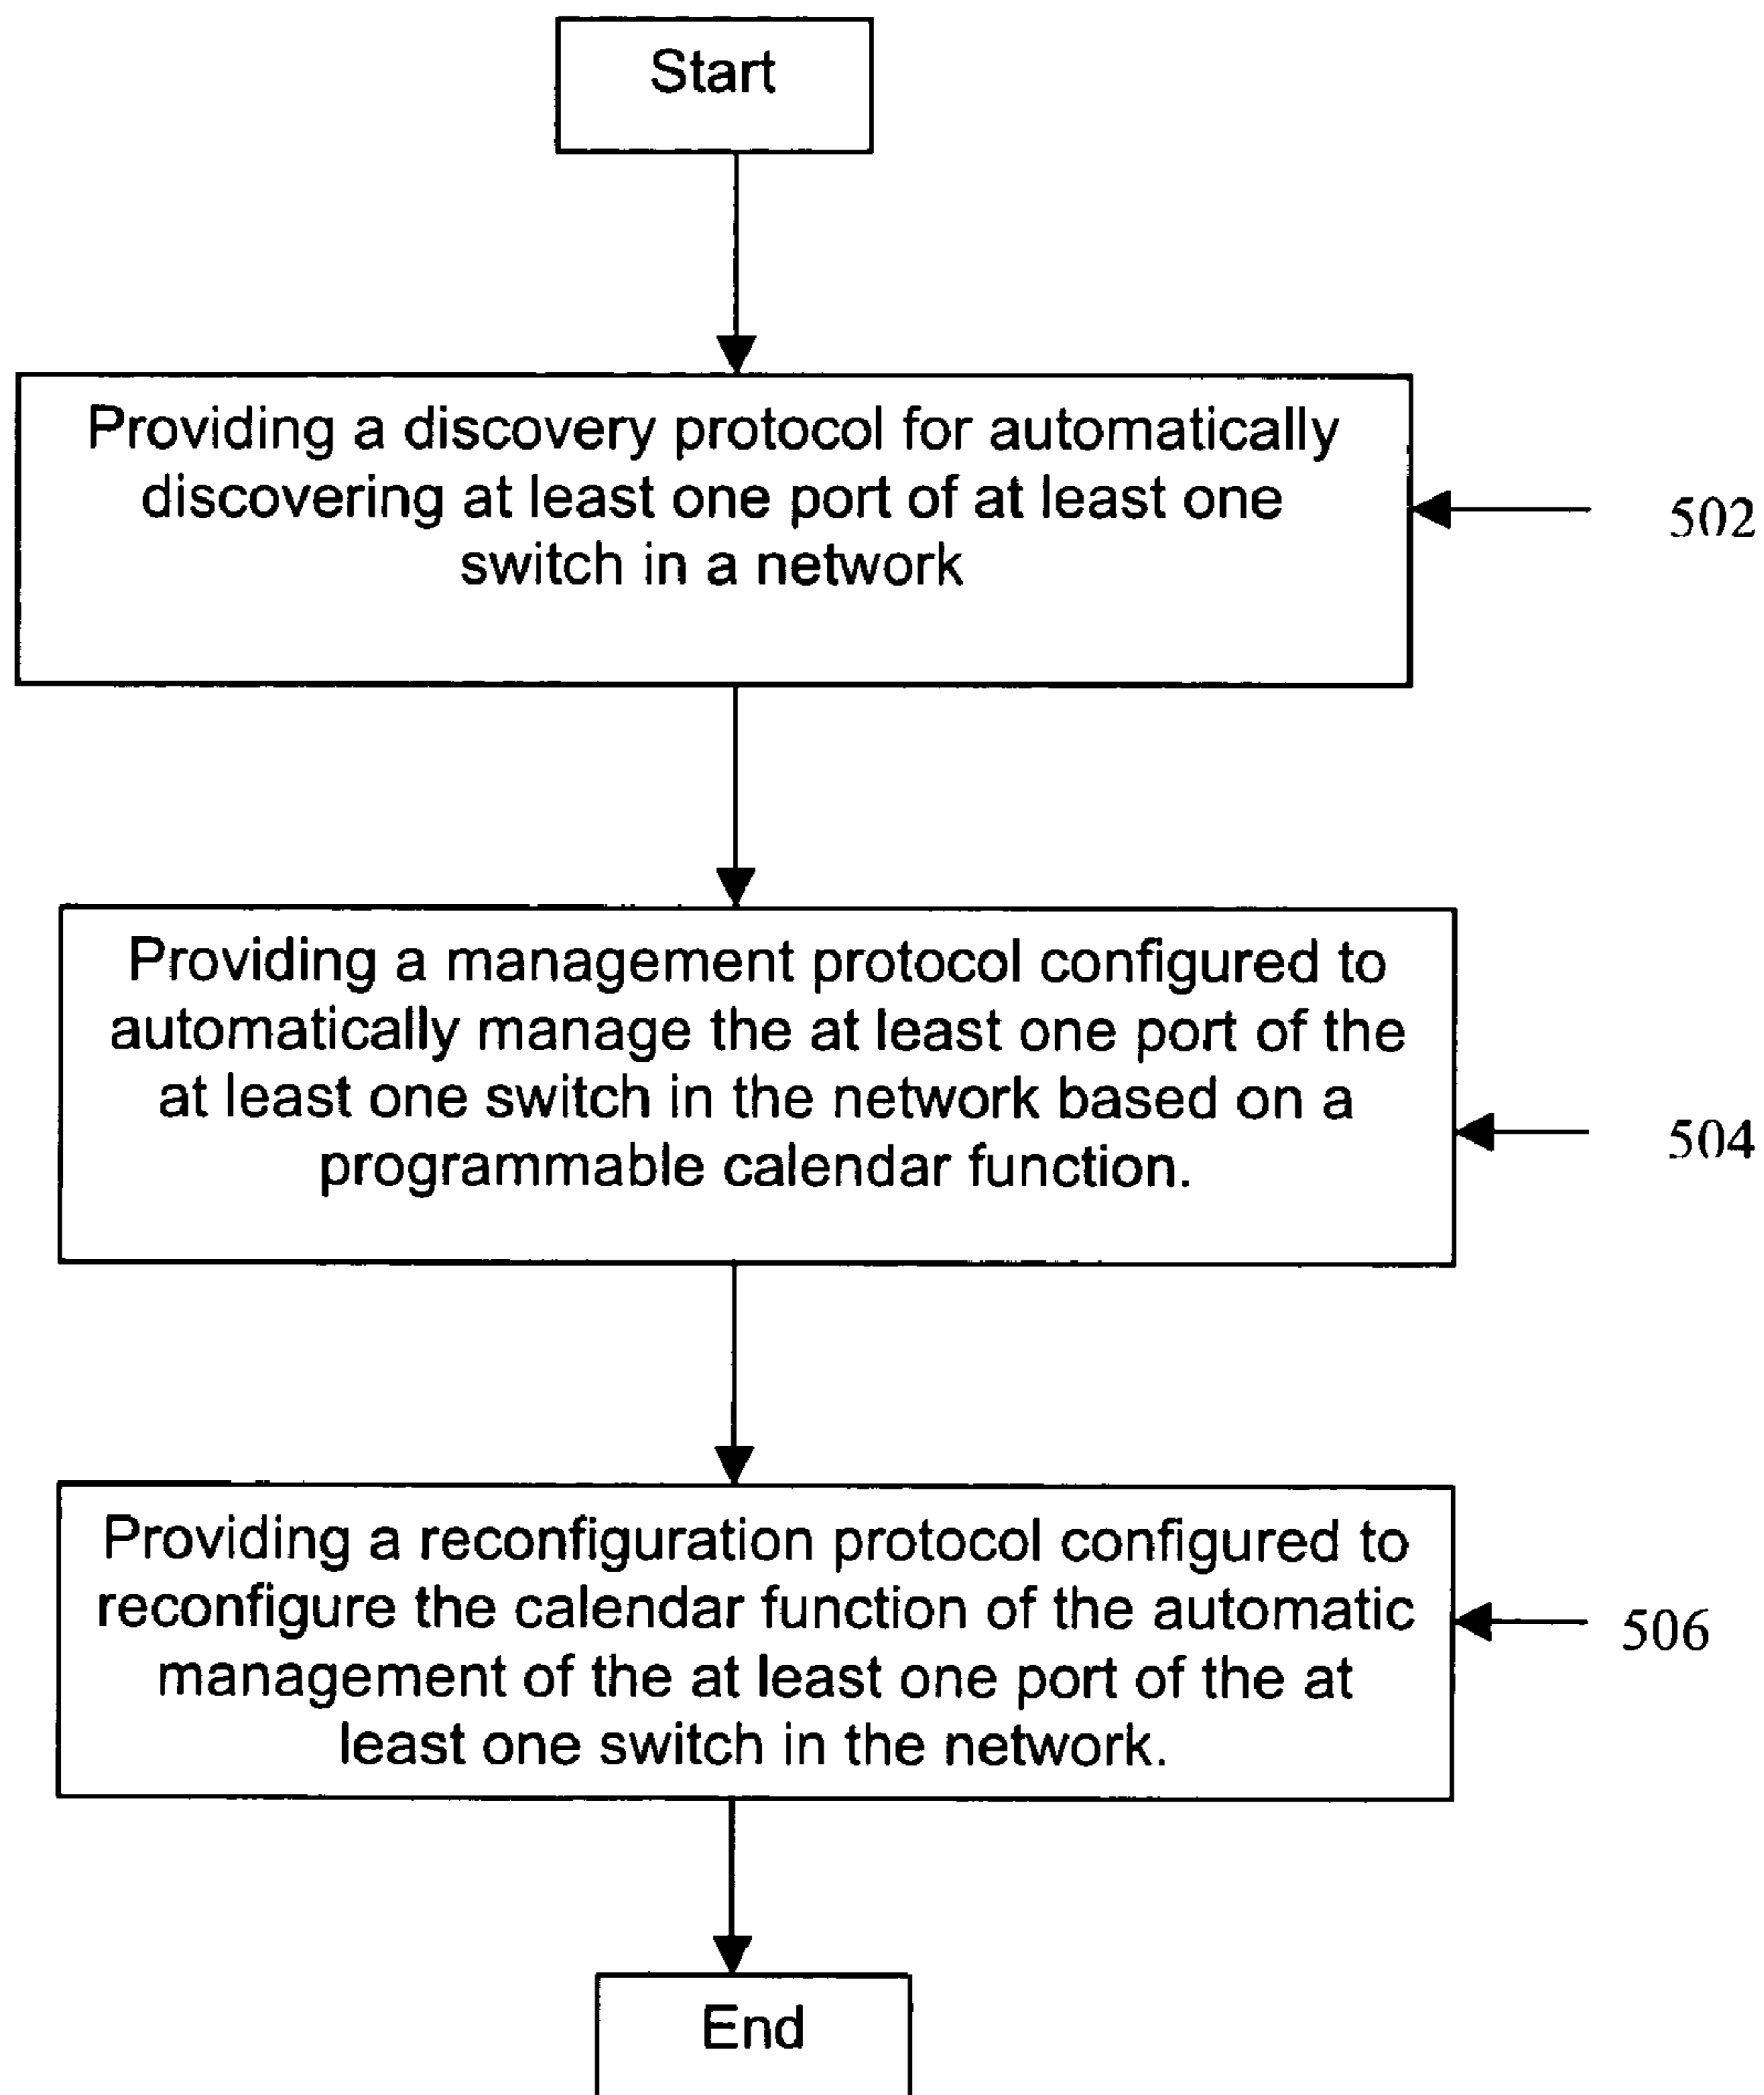 Start
Providing a discovery protocol for automatically
discovering at least one port of at least one
switch in a network
502
Providing a management protocol configured to
automatically manage the at least one port of the
at least one switch in the network based on a
programmable calendar function.
504
Providing a reconfiguration protocol configured to
reconfigure the calendar function of the automatic
management of the at least one port of the at
least one switch in the network.
506
End